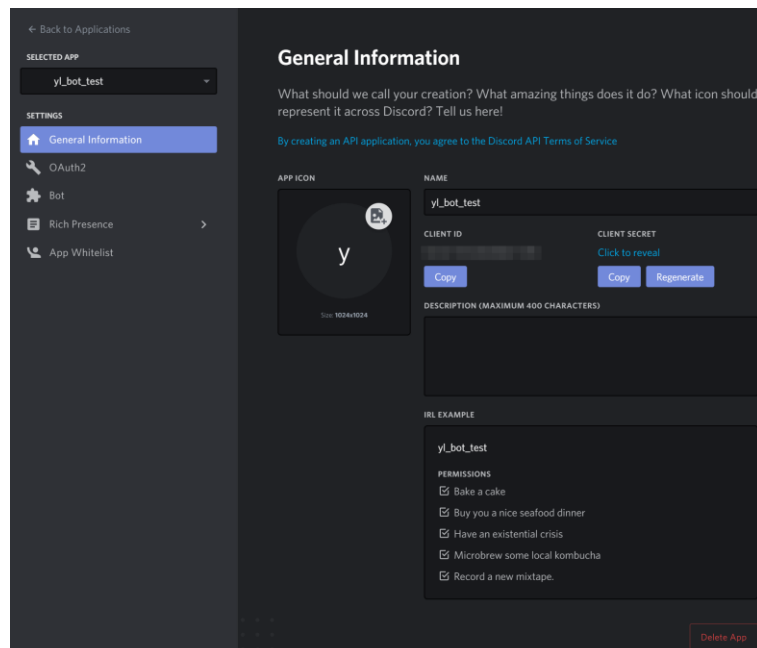 ← Back to Applications
SELECTED APP
yl_bot_test
SETTINGS
General Information
OAuth2
Bot
Rich Presence
App Whitelist
General Information
What should we call your creation? What amazing things does it do? What icon should
represent it across Discord? Tell us here!
By creating an API application, you agree to the Discord API Terms of Service
APP ICON
y
Size: 1024x1024
NAME
yl_bot_test
CLIENT ID
Copy
CLIENT SECRET
Click to reveal
Copy Regenerate
DESCRIPTION (MAXIMUM 400 CHARACTERS)
IRL EXAMPLE
yl_bot_test
PERMISSIONS
Bake a cake
Buy you a nice seafood dinner
Have an existential crisis
Microbrew some local kombucha
Record a new mixtape.
Delete App